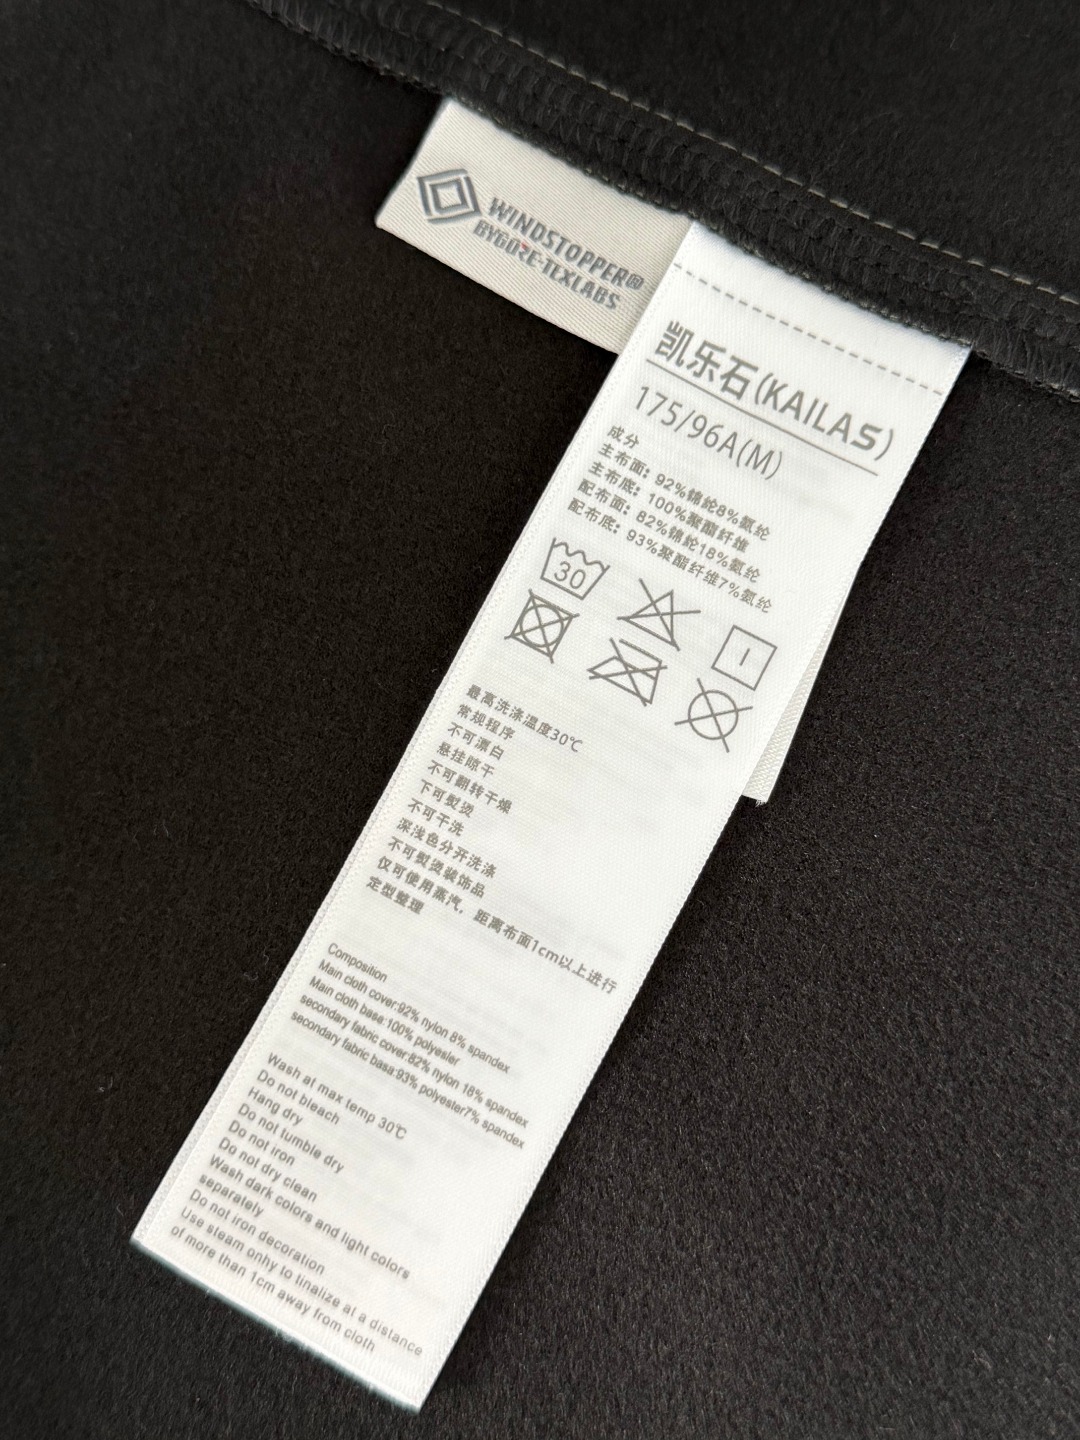 WINDSTOPPER®
BYGORE-TEXLABS
凯乐石(KAILAS)
175/96A(M)
成分
主布面: 92%锦纶8%氨纶
主布底: 100%聚酯纤维
配布面: 82%锦纶18%氨纶
配布底: 93%聚酯纤维7%氨纶
30
最高洗涤温度30℃
常规程序
不可漂白
悬挂晾干
不可翻转干燥
下可熨烫
不可干洗
深浅色分开洗涤
不可熨烫装饰品
仅可使用蒸汽，距离布面1cm以上进行
定型整理
Composition
Main cloth cover:92% nylon 8% spandex
Main cloth base:100% polyesler
secondary fabric cover:82% nylon 18% spandex
secondary fabric basa:93% polyester7% spandex
Wash at max temp 30℃
Do not bleach
Hang dry
Do not tumble dry
Do not iron
Do not dry clean
Wash dark colors and light colors
separately
Do not iron decoration
Use steam onhy to tinalize at a distance
of more than 1cm away from cloth